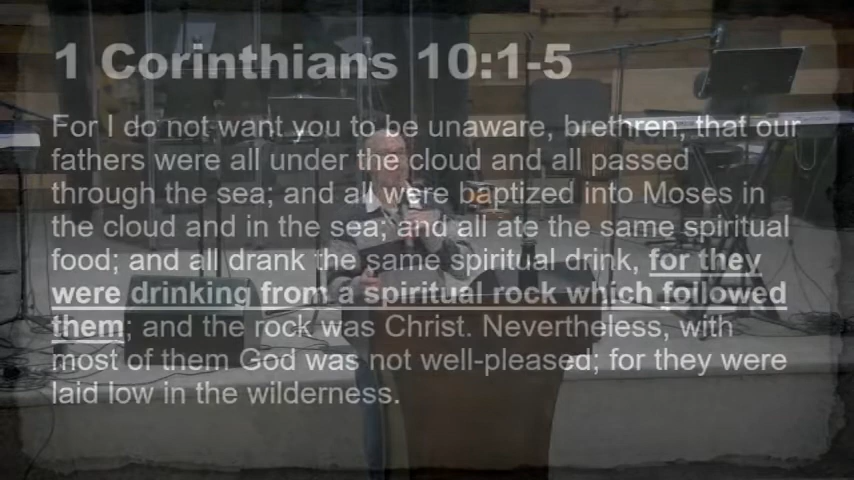 1 Corinthians 10:1-5
For I do not want you to be unaware, brethren, that our
fathers were all under the cloud and all passed
through the sea; and all were baptized into Moses in
the cloud and in the sea; and all ate the same spiritual
food; and all drank the same spiritual drink, for they
were drinking from a spiritual rock which followed
them; and the rock was Christ. Nevertheless, with
most of them God was not well-pleased; for they were
laid low in the wilderness.